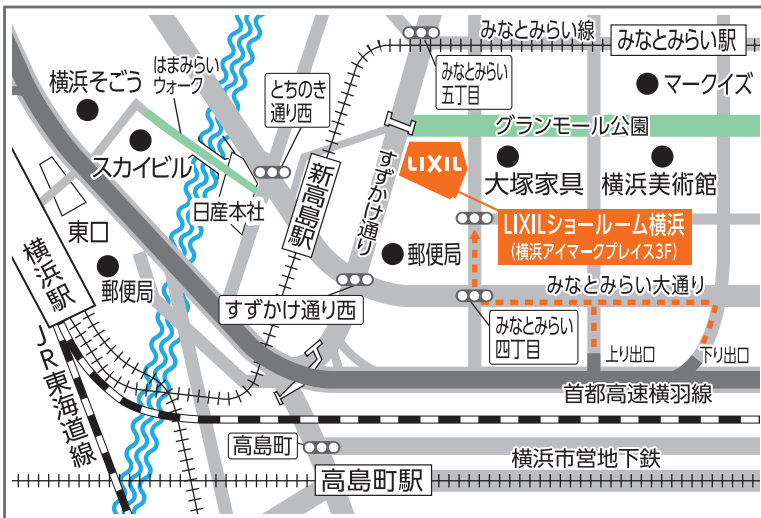 みなとみらい線
みなとみらい駅
みなとみらい
五丁目
マークイズ
横浜そごう
はまみらい
ウォーク
とちのき
通り西
グランモール公園
スカイビル
LIXIL
大塚家具
横浜美術館
新高島駅
すずかけ通り
日産本社
LIXILショールーム横浜
(横浜アイマークプレイス3F)
東口
横浜駅
郵便局
郵便局
みなとみらい大通り
すずかけ通り西
みなとみらい
四丁目
上り出口
下り出口
JR東海道線
首都高速横羽線
高島町
横浜市営地下鉄
高島町駅